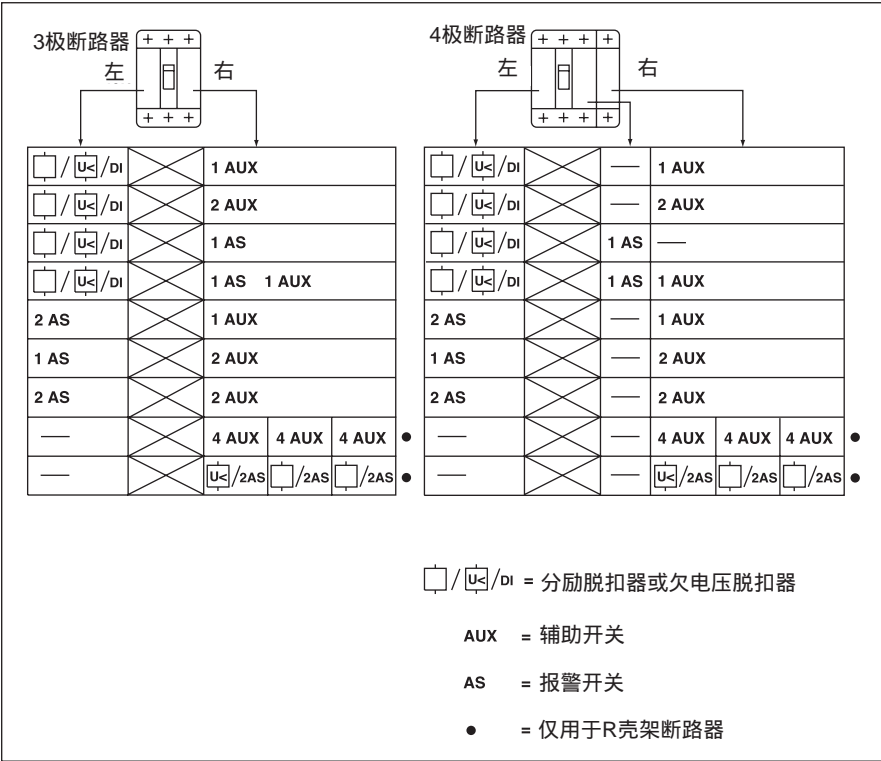 3极断路器
左 右
+ + +
+ + +
U< / DI 1 AUX
U< / DI 2 AUX
U< / DI 1 AS
U< / DI 1 AS 1 AUX
2 AS 1 AUX
1 AS 2 AUX
2 AS 2 AUX
— 4 AUX 4 AUX 4 AUX ●
— U< /2AS /2AS /2AS ●
4极断路器
左 右
+ + + +
+ + + +
U< / DI — 1 AUX
U< / DI — 2 AUX
U< / DI 1 AS —
U< / DI 1 AS 1 AUX
2 AS — 1 AUX
1 AS — 2 AUX
2 AS — 2 AUX
— — 4 AUX 4 AUX 4 AUX ●
— — U< /2AS /2AS /2AS ●
/ U< / DI = 分励脱扣器或欠电压脱扣器
AUX = 辅助开关
AS = 报警开关
● = 仅用于R壳架断路器